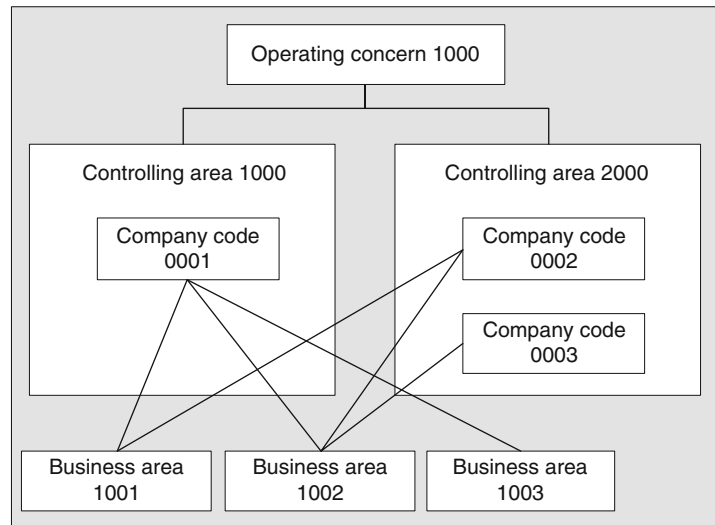 Operating concern 1000
Controlling area 1000
Controlling area 2000
Company code
0001
Company code
0002
Company code
0003
Business area
1001
Business area
1002
Business area
1003